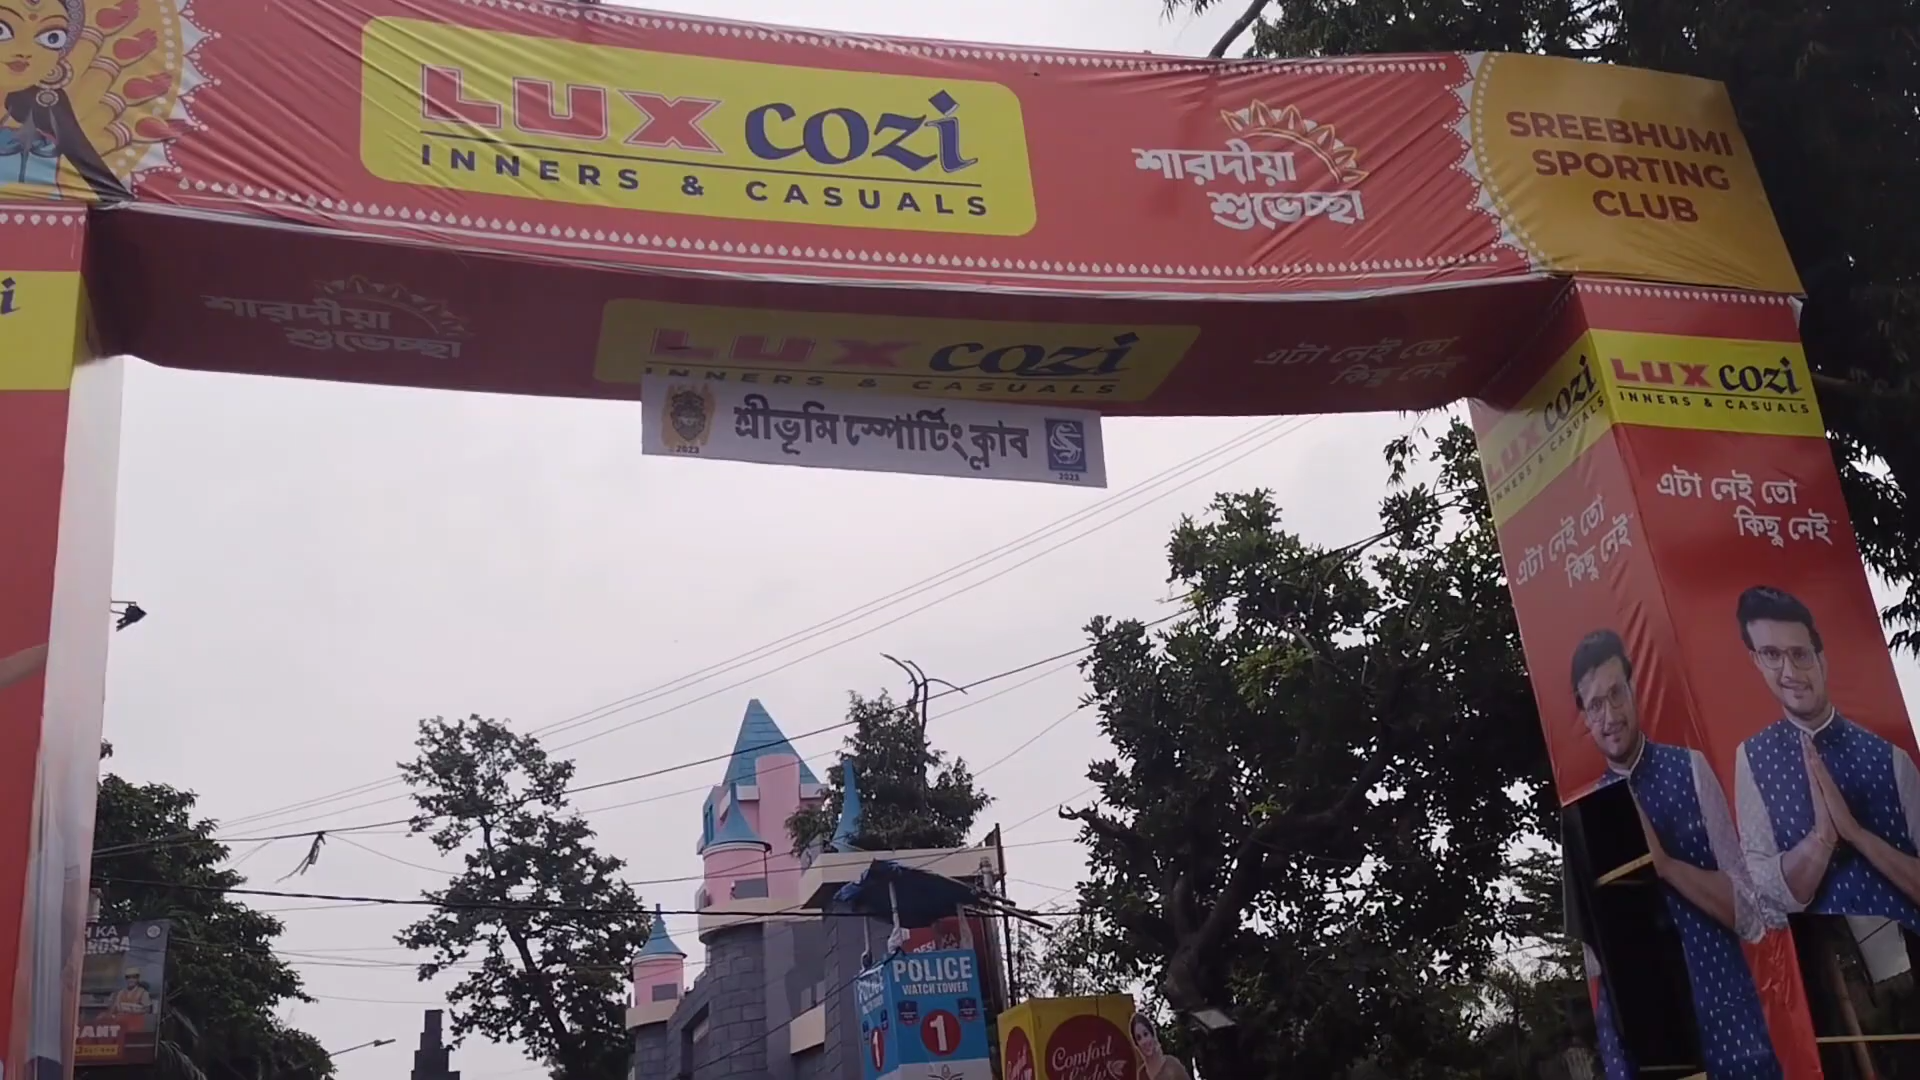 LUX cozi
INNERS & CASUALS
শারদীয়া
শুভেচ্ছা
SREEBHUMI
SPORTING
CLUB
শারদীয়া
শুভেচ্ছা
LUX cozi
INNERS & CASUALS
এটা নেই তো
কিছু নেই
2023
শ্রীভূমি স্পোর্টিং ক্লাব
2023
LUX cozi
INNERS & CASUALS
এটা নেই তো
কিছু নেই
LUX cozi
INNERS & CASUALS
এটা নেই তো
কিছু নেই
KA
POLICE
WATCH TOWER
1
1
Comfort